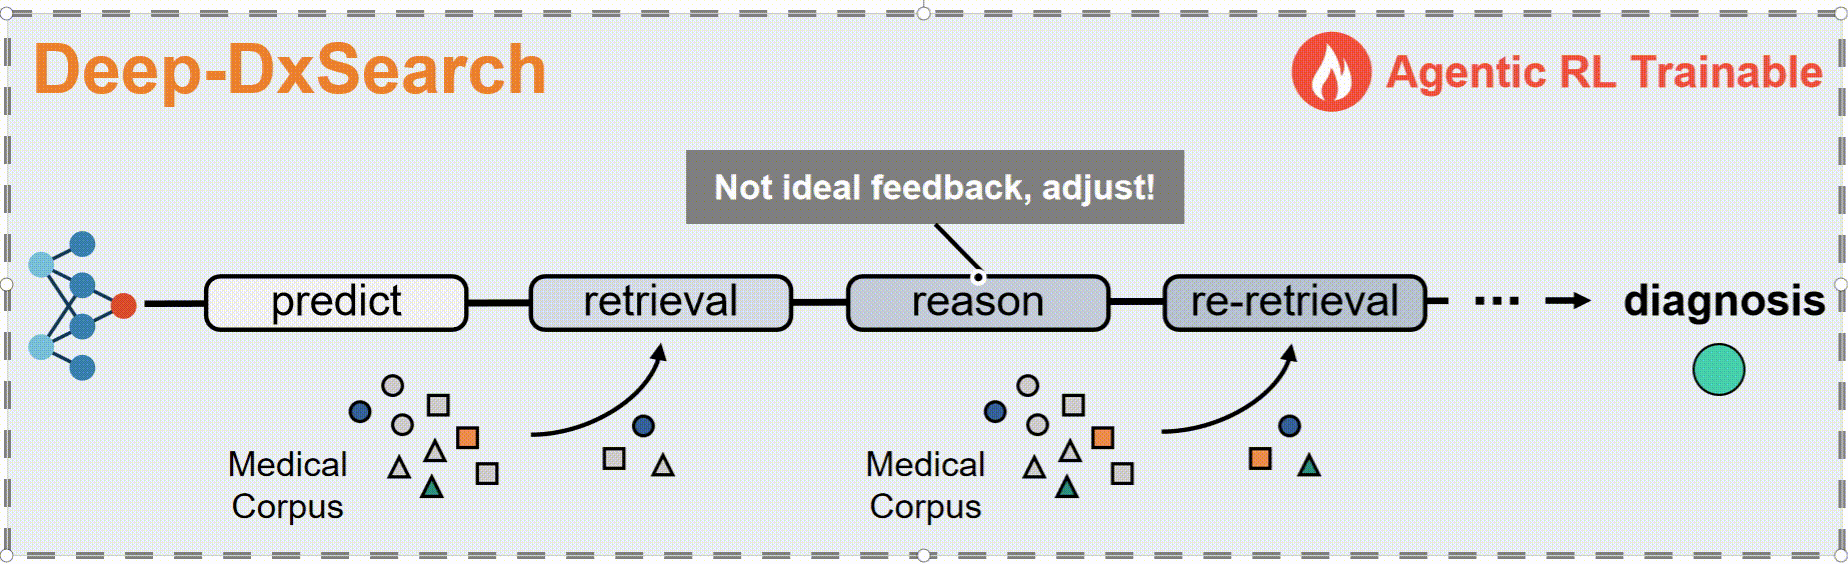 Deep-DxSearch
Agentic RL Trainable
Not ideal feedback, adjust!
predict
retrieval
reason
re-retrieval
...
diagnosis
Medical
Corpus
Medical
Corpus